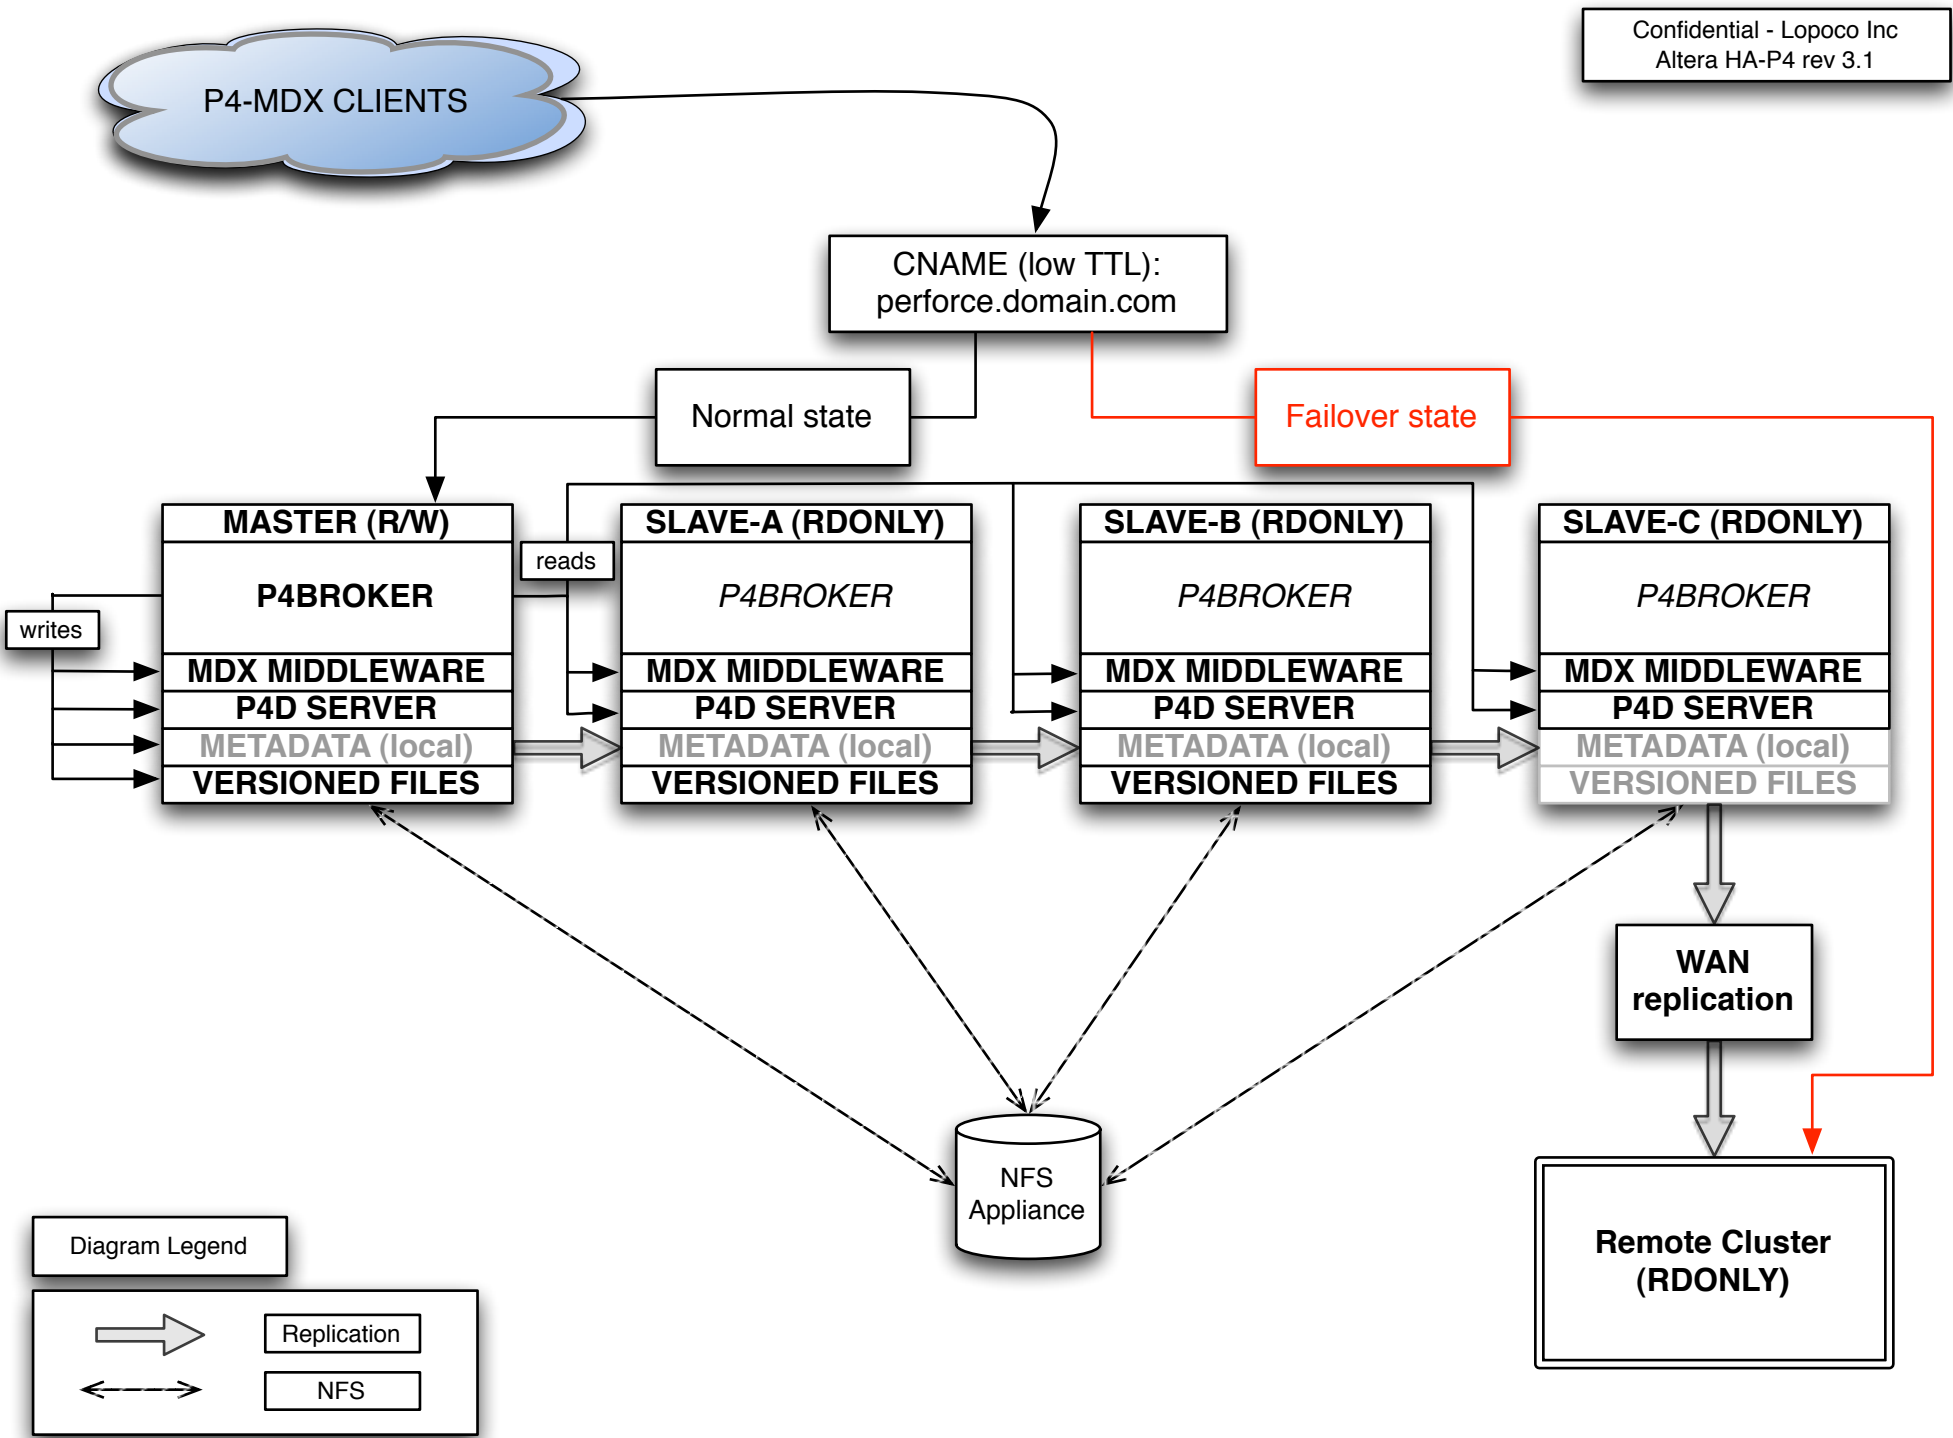 Confidential - Lopoco Inc
Altera HA-P4 rev 3.1
P4-MDX CLIENTS
CNAME (low TTL):
perforce.domain.com
Normal state
Failover state
MASTER (R/W)
P4BROKER
MDX MIDDLEWARE
P4D SERVER
METADATA (local)
VERSIONED FILES
writes
reads
SLAVE-A (RDONLY)
P4BROKER
MDX MIDDLEWARE
P4D SERVER
METADATA (local)
VERSIONED FILES
SLAVE-B (RDONLY)
P4BROKER
MDX MIDDLEWARE
P4D SERVER
METADATA (local)
VERSIONED FILES
SLAVE-C (RDONLY)
P4BROKER
MDX MIDDLEWARE
P4D SERVER
METADATA (local)
VERSIONED FILES
WAN
replication
NFS
Appliance
Remote Cluster
(RDONLY)
Diagram Legend
Replication
NFS